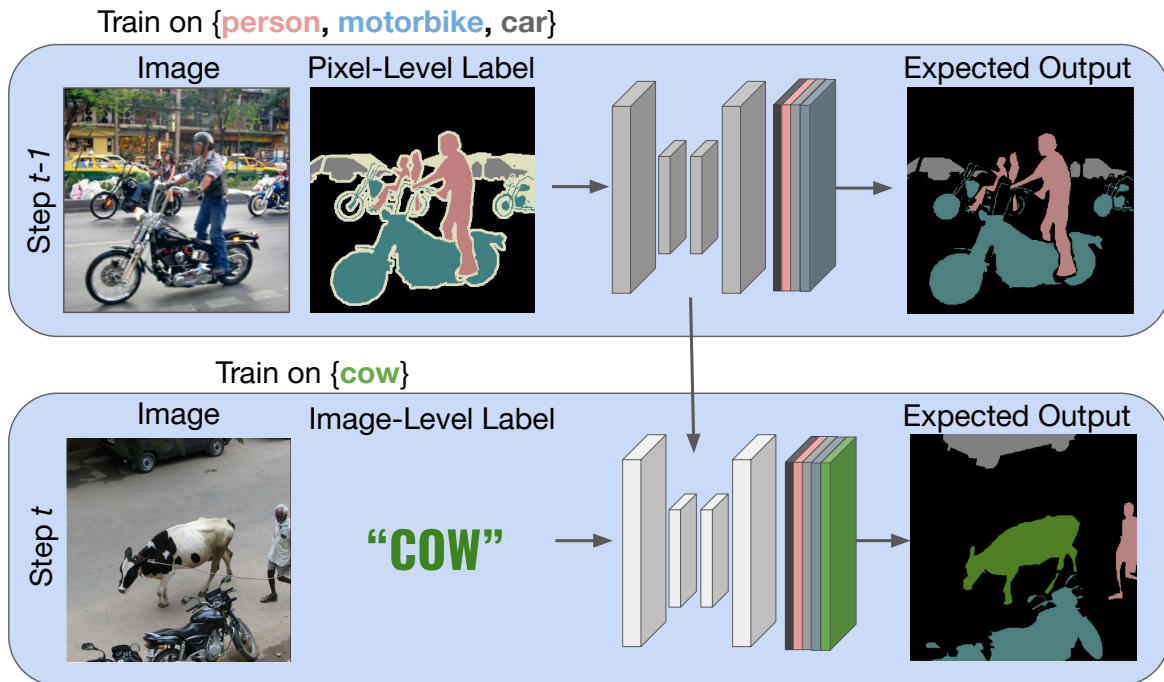 Train on {person, motorbike, car}
Image
Pixel-Level Label
Expected Output
Step t-1
Train on {cow}
Image
Image-Level Label
Expected Output
Step t
“COW”